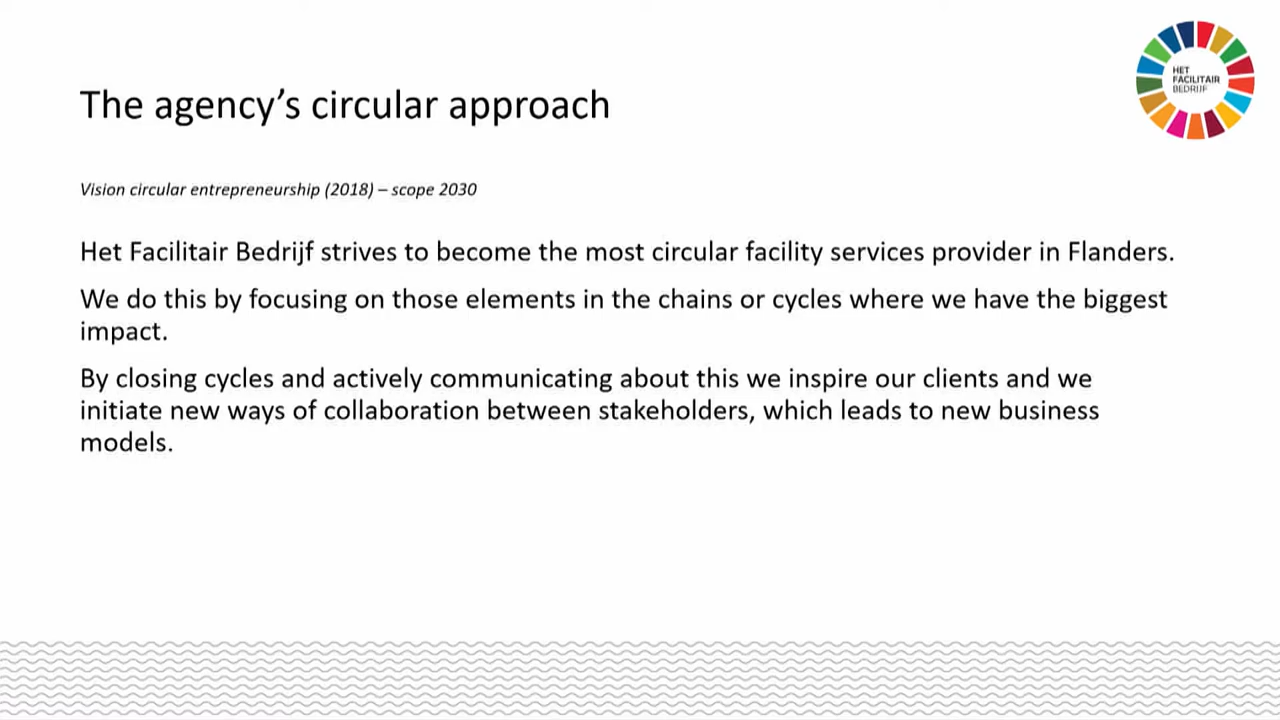 HET
FACILITAIR
BEDRIJF
The agency’s circular approach
Vision circular entrepreneurship (2018) – scope 2030
Het Facilitair Bedrijf strives to become the most circular facility services provider in Flanders.
We do this by focusing on those elements in the chains or cycles where we have the biggest
impact.
By closing cycles and actively communicating about this we inspire our clients and we
initiate new ways of collaboration between stakeholders, which leads to new business
models.